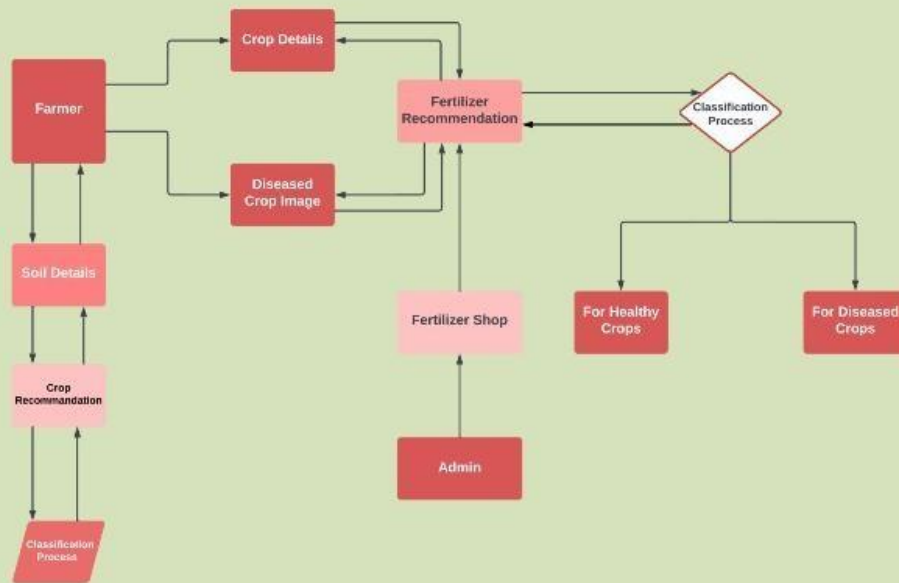 Crop Details
Farmer
Fertilizer
Recommendation
Classification
Process
Diseased
Crop Image
Soil Details
Fertilizer Shop
For Healthy
Crops
For Diseased
Crops
Crop
Recommandation
Admin
Classification
Process